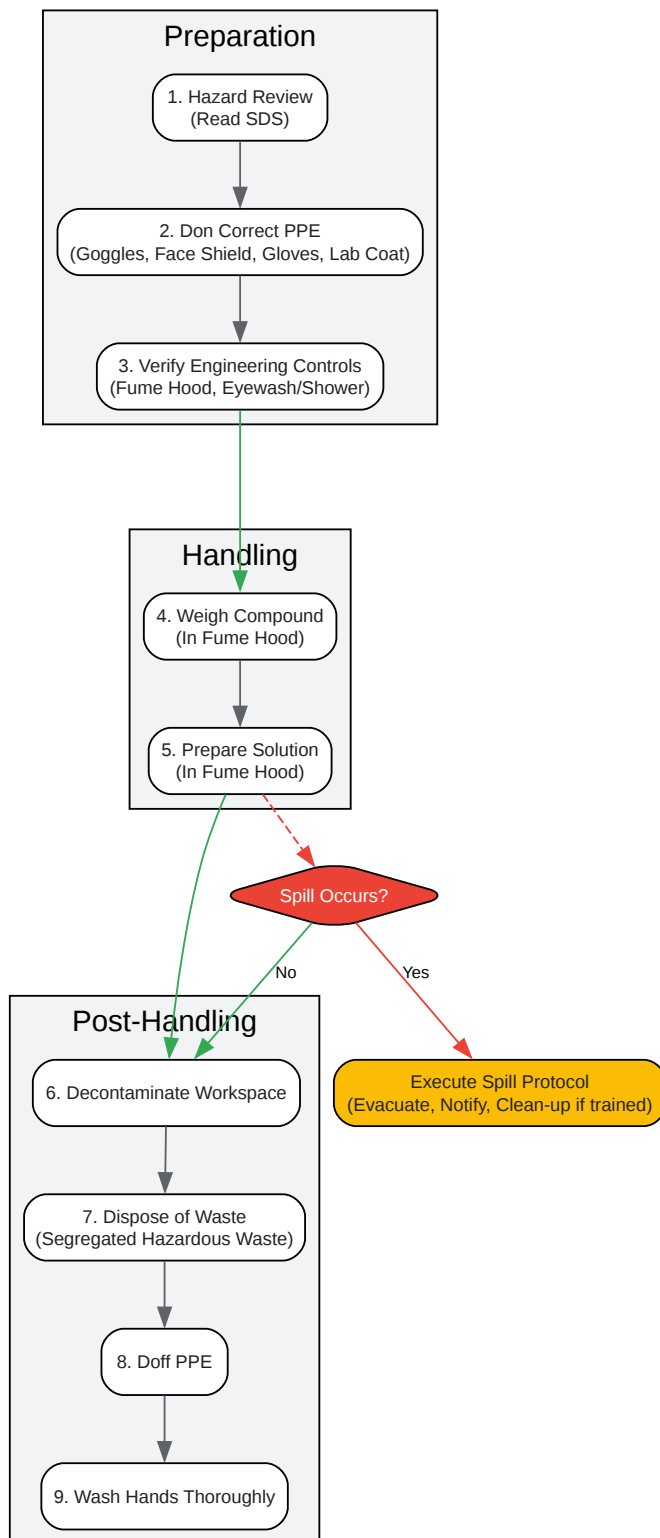 Preparation
1. Hazard Review
(Read SDS)
2. Don Correct PPE
(Goggles, Face Shield, Gloves, Lab Coat)
3. Verify Engineering Controls
(Fume Hood, Eyewash/Shower)
Handling
4. Weigh Compound
(In Fume Hood)
5. Prepare Solution
(In Fume Hood)
Spill Occurs?
No
Yes
Post-Handling
6. Decontaminate Workspace
Execute Spill Protocol
(Evacuate, Notify, Clean-up if trained)
7. Dispose of Waste
(Segregated Hazardous Waste)
8. Doff PPE
9. Wash Hands Thoroughly